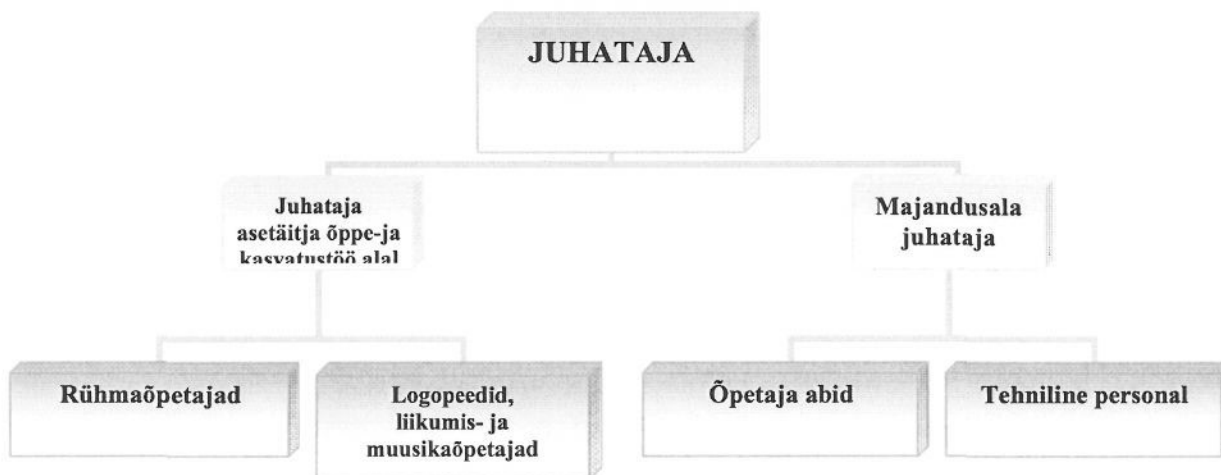 JUHATAJA
Juhataja
asetäitja õppe-ja
kasvatustöö alal
Majandusala
juhataja
Rühmaõpetajad
Logopeedid,
liikumis- ja
muusikaõpetajad
Õpetaja abid
Tehniline personal